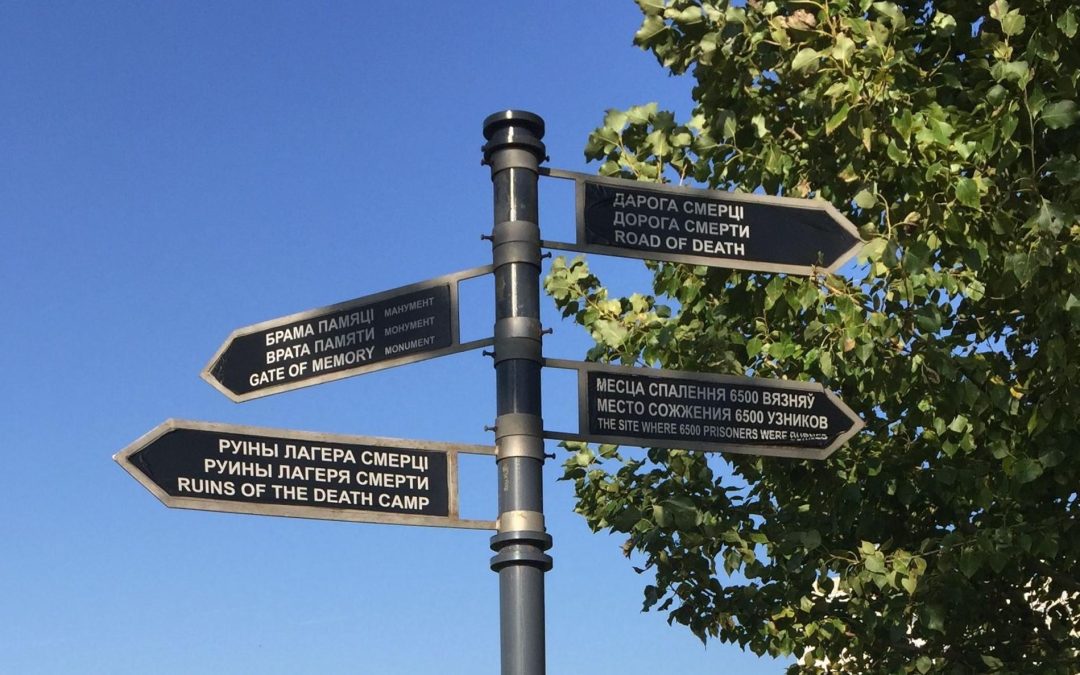 ДАРОГА СМЕРЦІ
ДОРОГА СМЕРТИ
ROAD OF DEATH
БРАМА ПАМЯЦІ МАНУМЕНТ
ВРАТА ПАМЯТИ МОНУМЕНТ
GATE OF MEMORY MONUMENT
МЕСЦА СПАЛЕННЯ 6500 ВЯЗНЯЎ
МЕСТО СОЖЖЕНИЯ 6500 УЗНИКОВ
THE SITE WHERE 6500 PRISONERS WERE BURNED
РУІНЫ ЛАГЕРА СМЕРЦІ
РУИНЫ ЛАГЕРЯ СМЕРТИ
RUINS OF THE DEATH CAMP